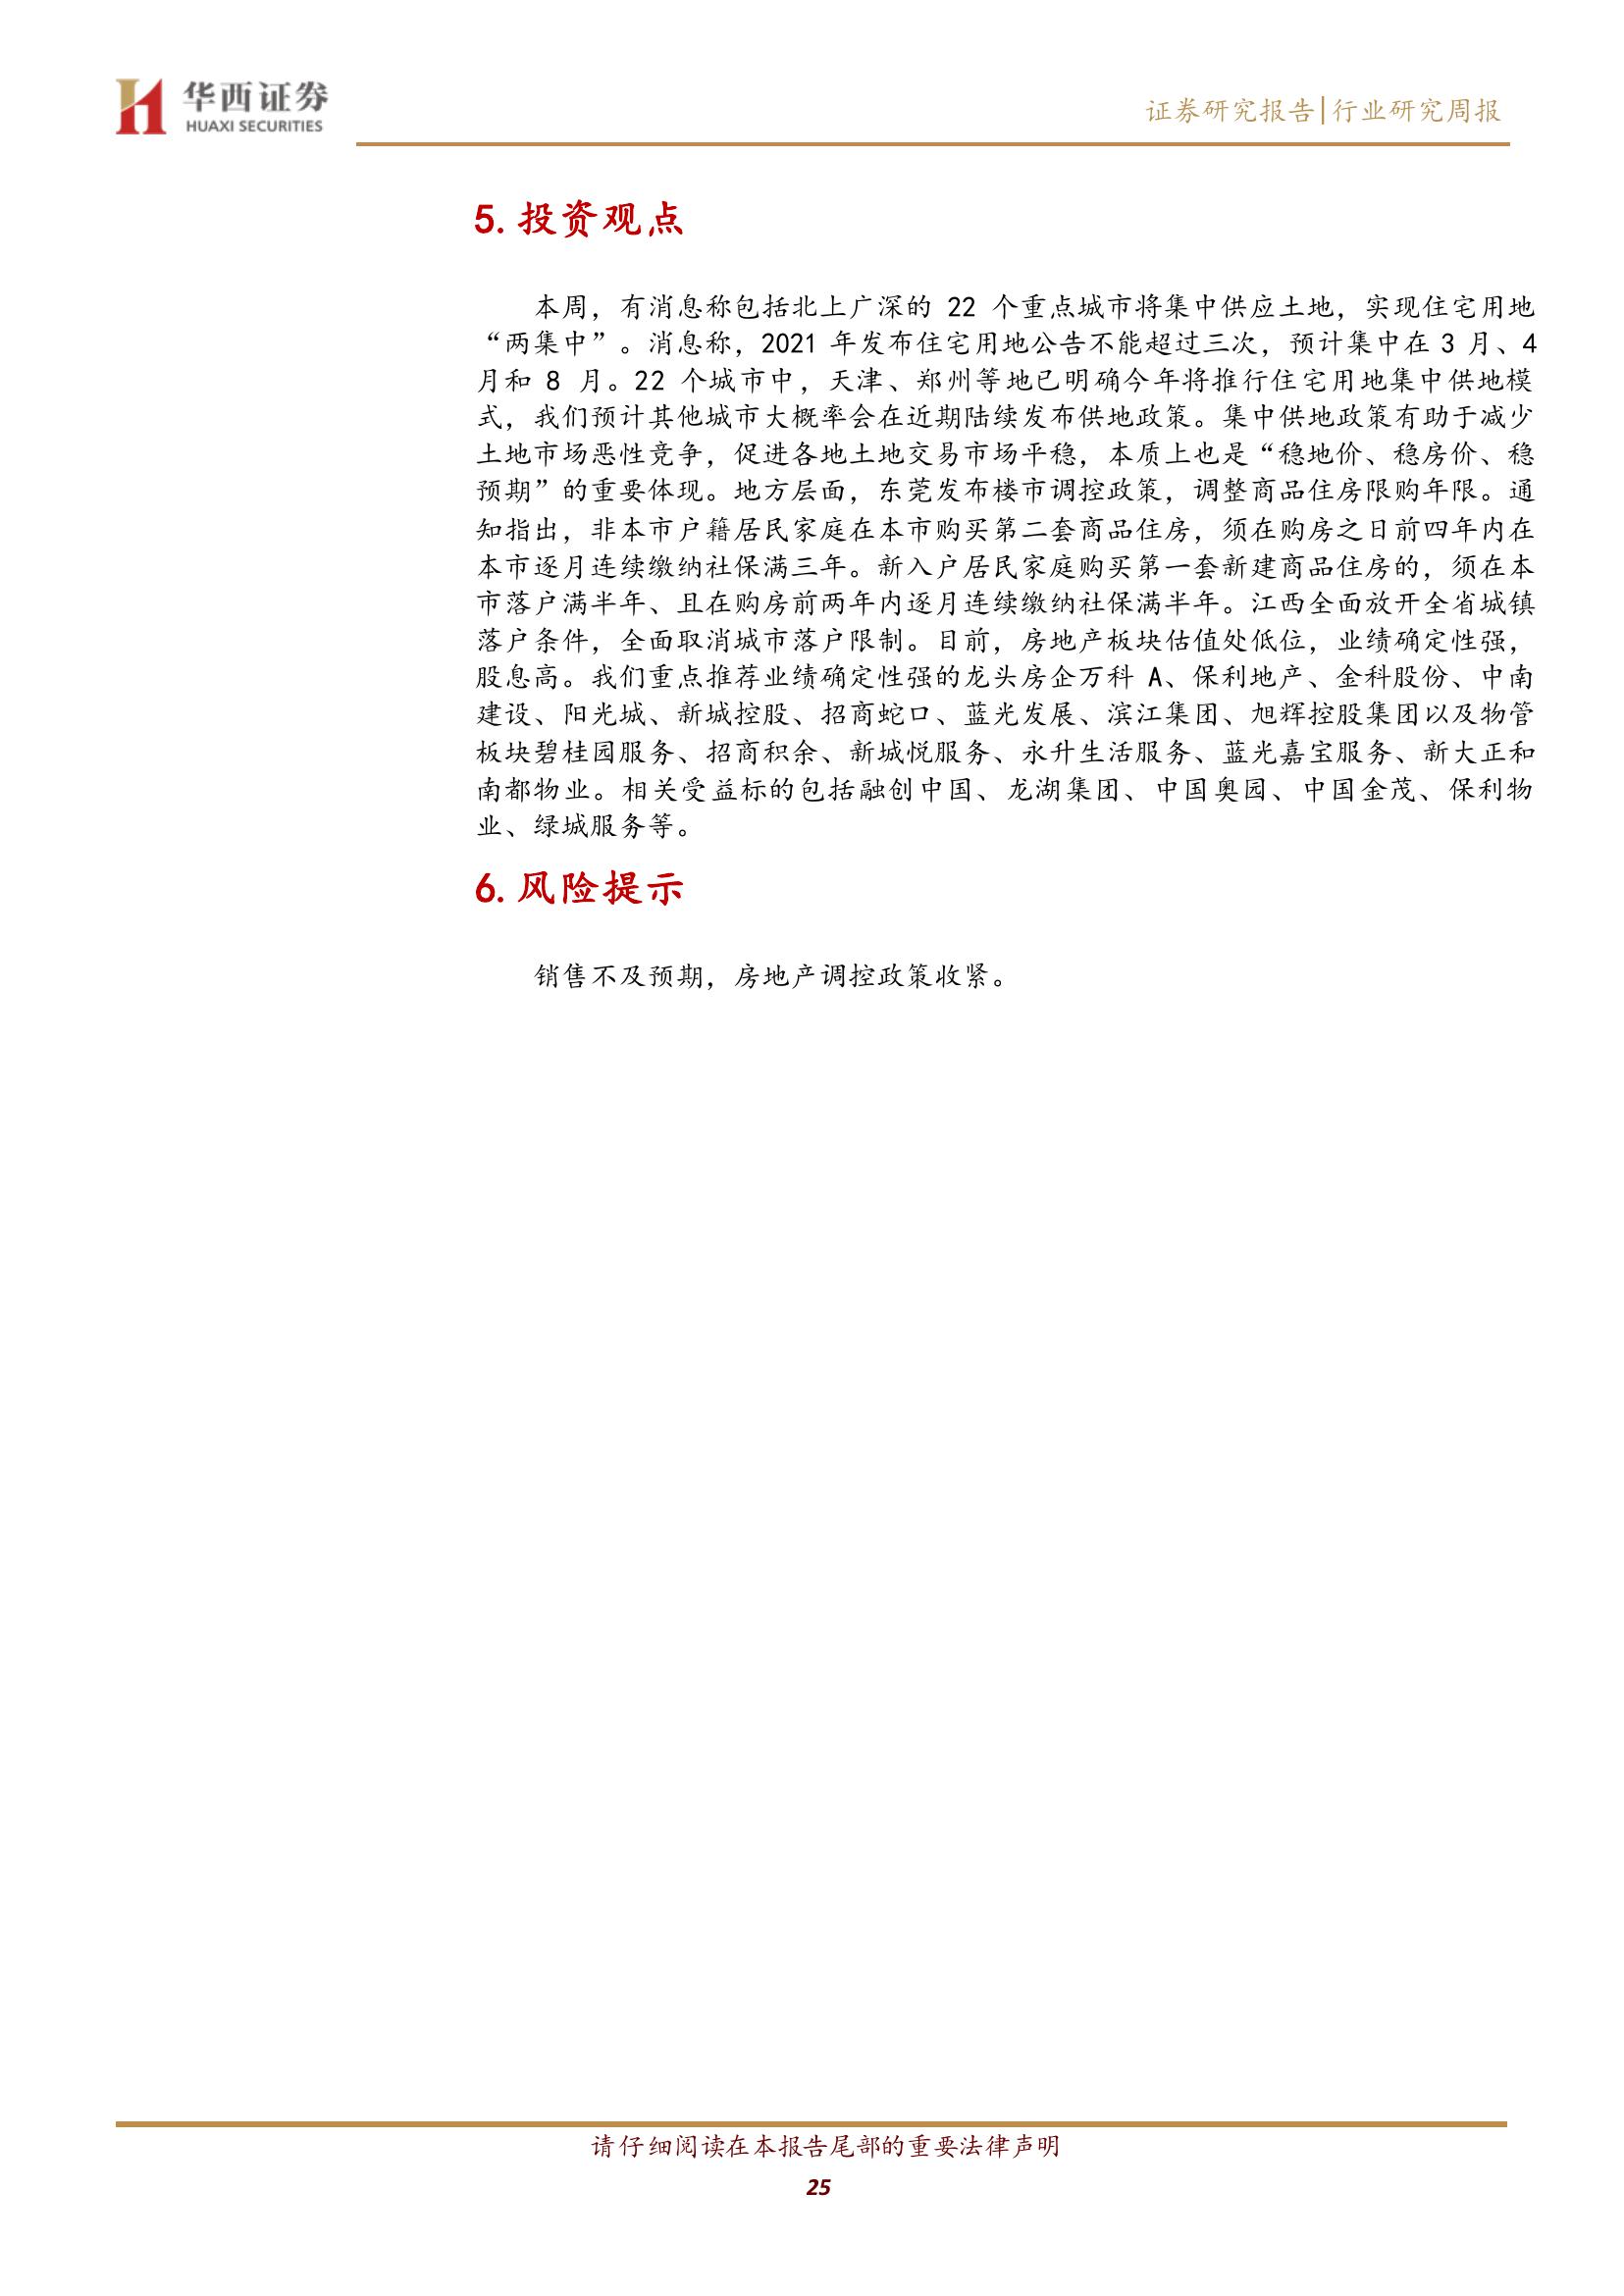 华西证券
HUAXI SECURITIES
证券研究报告|行业研究周报
5.投资观点
本周，有消息称包括北上广深的 22 个重点城市将集中供应土地，实现住宅用地
“两集中”。消息称，2021 年发布住宅用地公告不能超过三次，预计集中在 3 月、4
月和 8 月。22 个城市中，天津、郑州等地已明确今年将推行住宅用地集中供地模
式，我们预计其他城市大概率会在近期陆续发布供地政策。集中供地政策有助于减少
土地市场恶性竞争，促进各地土地交易市场平稳，本质上也是“稳地价、稳房价、稳
预期”的重要体现。地方层面，东莞发布楼市调控政策，调整商品住房限购年限。通
知指出，非本市户籍居民家庭在本市购买第二套商品住房，须在购房之日前四年内在
本市逐月连续缴纳社保满三年。新入户居民家庭购买第一套新建商品住房的，须在本
市落户满半年、且在购房前两年内逐月连续缴纳社保满半年。江西全面放开全省城镇
落户条件，全面取消城市落户限制。目前，房地产板块估值处低位，业绩确定性强，
股息高。我们重点推荐业绩确定性强的龙头房企万科 A、保利地产、金科股份、中南
建设、阳光城、新城控股、招商蛇口、蓝光发展、滨江集团、旭辉控股集团以及物管
板块碧桂园服务、招商积余、新城悦服务、永升生活服务、蓝光嘉宝服务、新大正和
南都物业。相关受益标的包括融创中国、龙湖集团、中国奥园、中国金茂、保利物
业、绿城服务等。
6.风险提示
销售不及预期，房地产调控政策收紧。
请仔细阅读在本报告尾部的重要法律声明
25